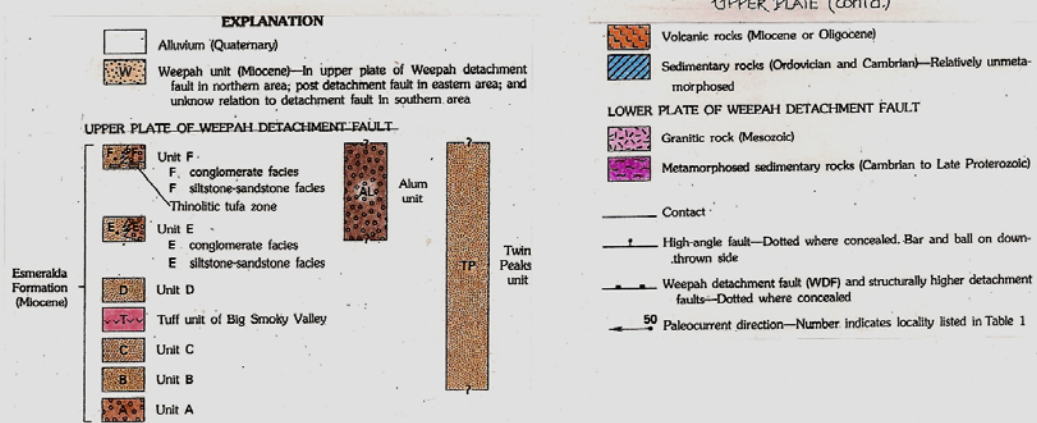 EXPLANATION
Alluvium (Quaternary)
W
Weepah unit (Miocene)—In upper plate of Weepah detachment
fault in northern area; post detachment fault in eastern area; and
unknow relation to detachment fault in southern area
UPPER PLATE OF WEEPAH DETACHMENT FAULT
F F
Unit F
F conglomerate facies
F siltstone-sandstone facies
Thinolitic tufa zone
E E
Unit E
E conglomerate facies
E siltstone-sandstone facies
D Unit D
T Tuff unit of Big Smoky Valley
C Unit C
B Unit B
A Unit A
Esmeralda
Formation
(Miocene)
?
AL
?
Alum
unit
?
TP
?
Twin
Peaks
unit
UPPER PLATE (contd.)
Volcanic rocks (Miocene or Oligocene)
Sedimentary rocks (Ordovician and Cambrian)—Relatively unmeta-
morphosed
LOWER PLATE OF WEEPAH DETACHMENT FAULT
Granitic rock (Mesozoic)
Metamorphosed sedimentary rocks (Cambrian to Late Proterozoic)
Contact
High-angle fault—Dotted where concealed. Bar and ball on down-
thrown side
Weepah detachment fault (WDF) and structurally higher detachment
faults—Dotted where concealed
50 Paleocurrent direction—Number indicates locality listed in Table 1